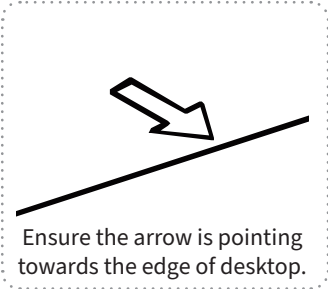 Ensure the arrow is pointing
towards the edge of desktop.